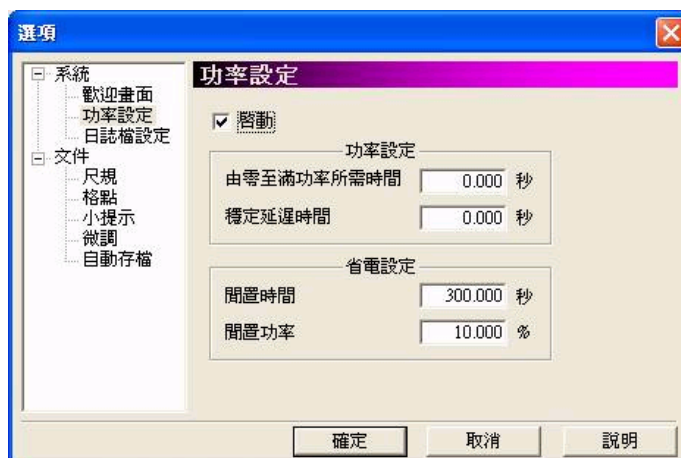 選項
系統
歡迎畫面
功率設定
日誌檔設定
文件
尺規
格點
小提示
微調
自動存檔
功率設定
啓動
功率設定
由零至滿功率所需時間 0.000 秒
穩定延遲時間 0.000 秒
省電設定
閒置時間 300.000 秒
閒置功率 10.000 %
確定 取消 說明